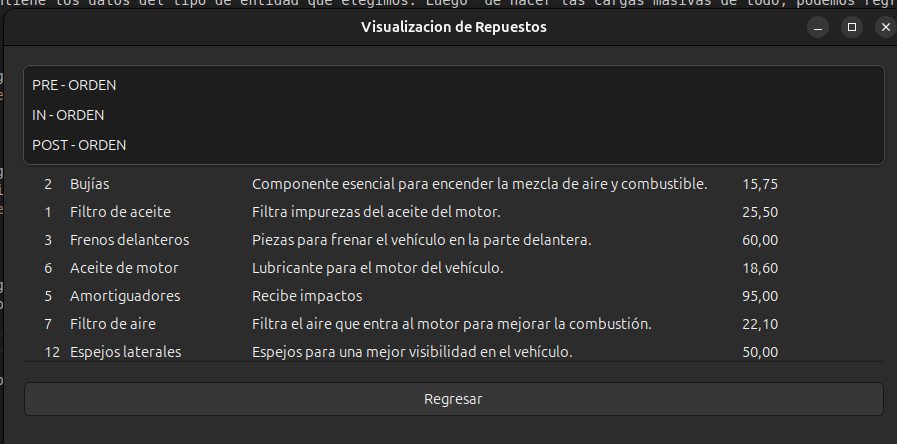 tiene los datos del tipo de entidad que elegimos. Luego  de hacer las cargas masivas de todo, podemos regr
Visualizacion de Repuestos
PRE - ORDEN
IN - ORDEN
POST - ORDEN
2 Bujías Componente esencial para encender la mezcla de aire y combustible. 15,75
1 Filtro de aceite Filtra impurezas del aceite del motor. 25,50
3 Frenos delanteros Piezas para frenar el vehículo en la parte delantera. 60,00
6 Aceite de motor Lubricante para el motor del vehículo. 18,60
5 Amortiguadores Recibe impactos 95,00
7 Filtro de aire Filtra el aire que entra al motor para mejorar la combustión. 22,10
12 Espejos laterales Espejos para una mejor visibilidad en el vehículo. 50,00
Regresar